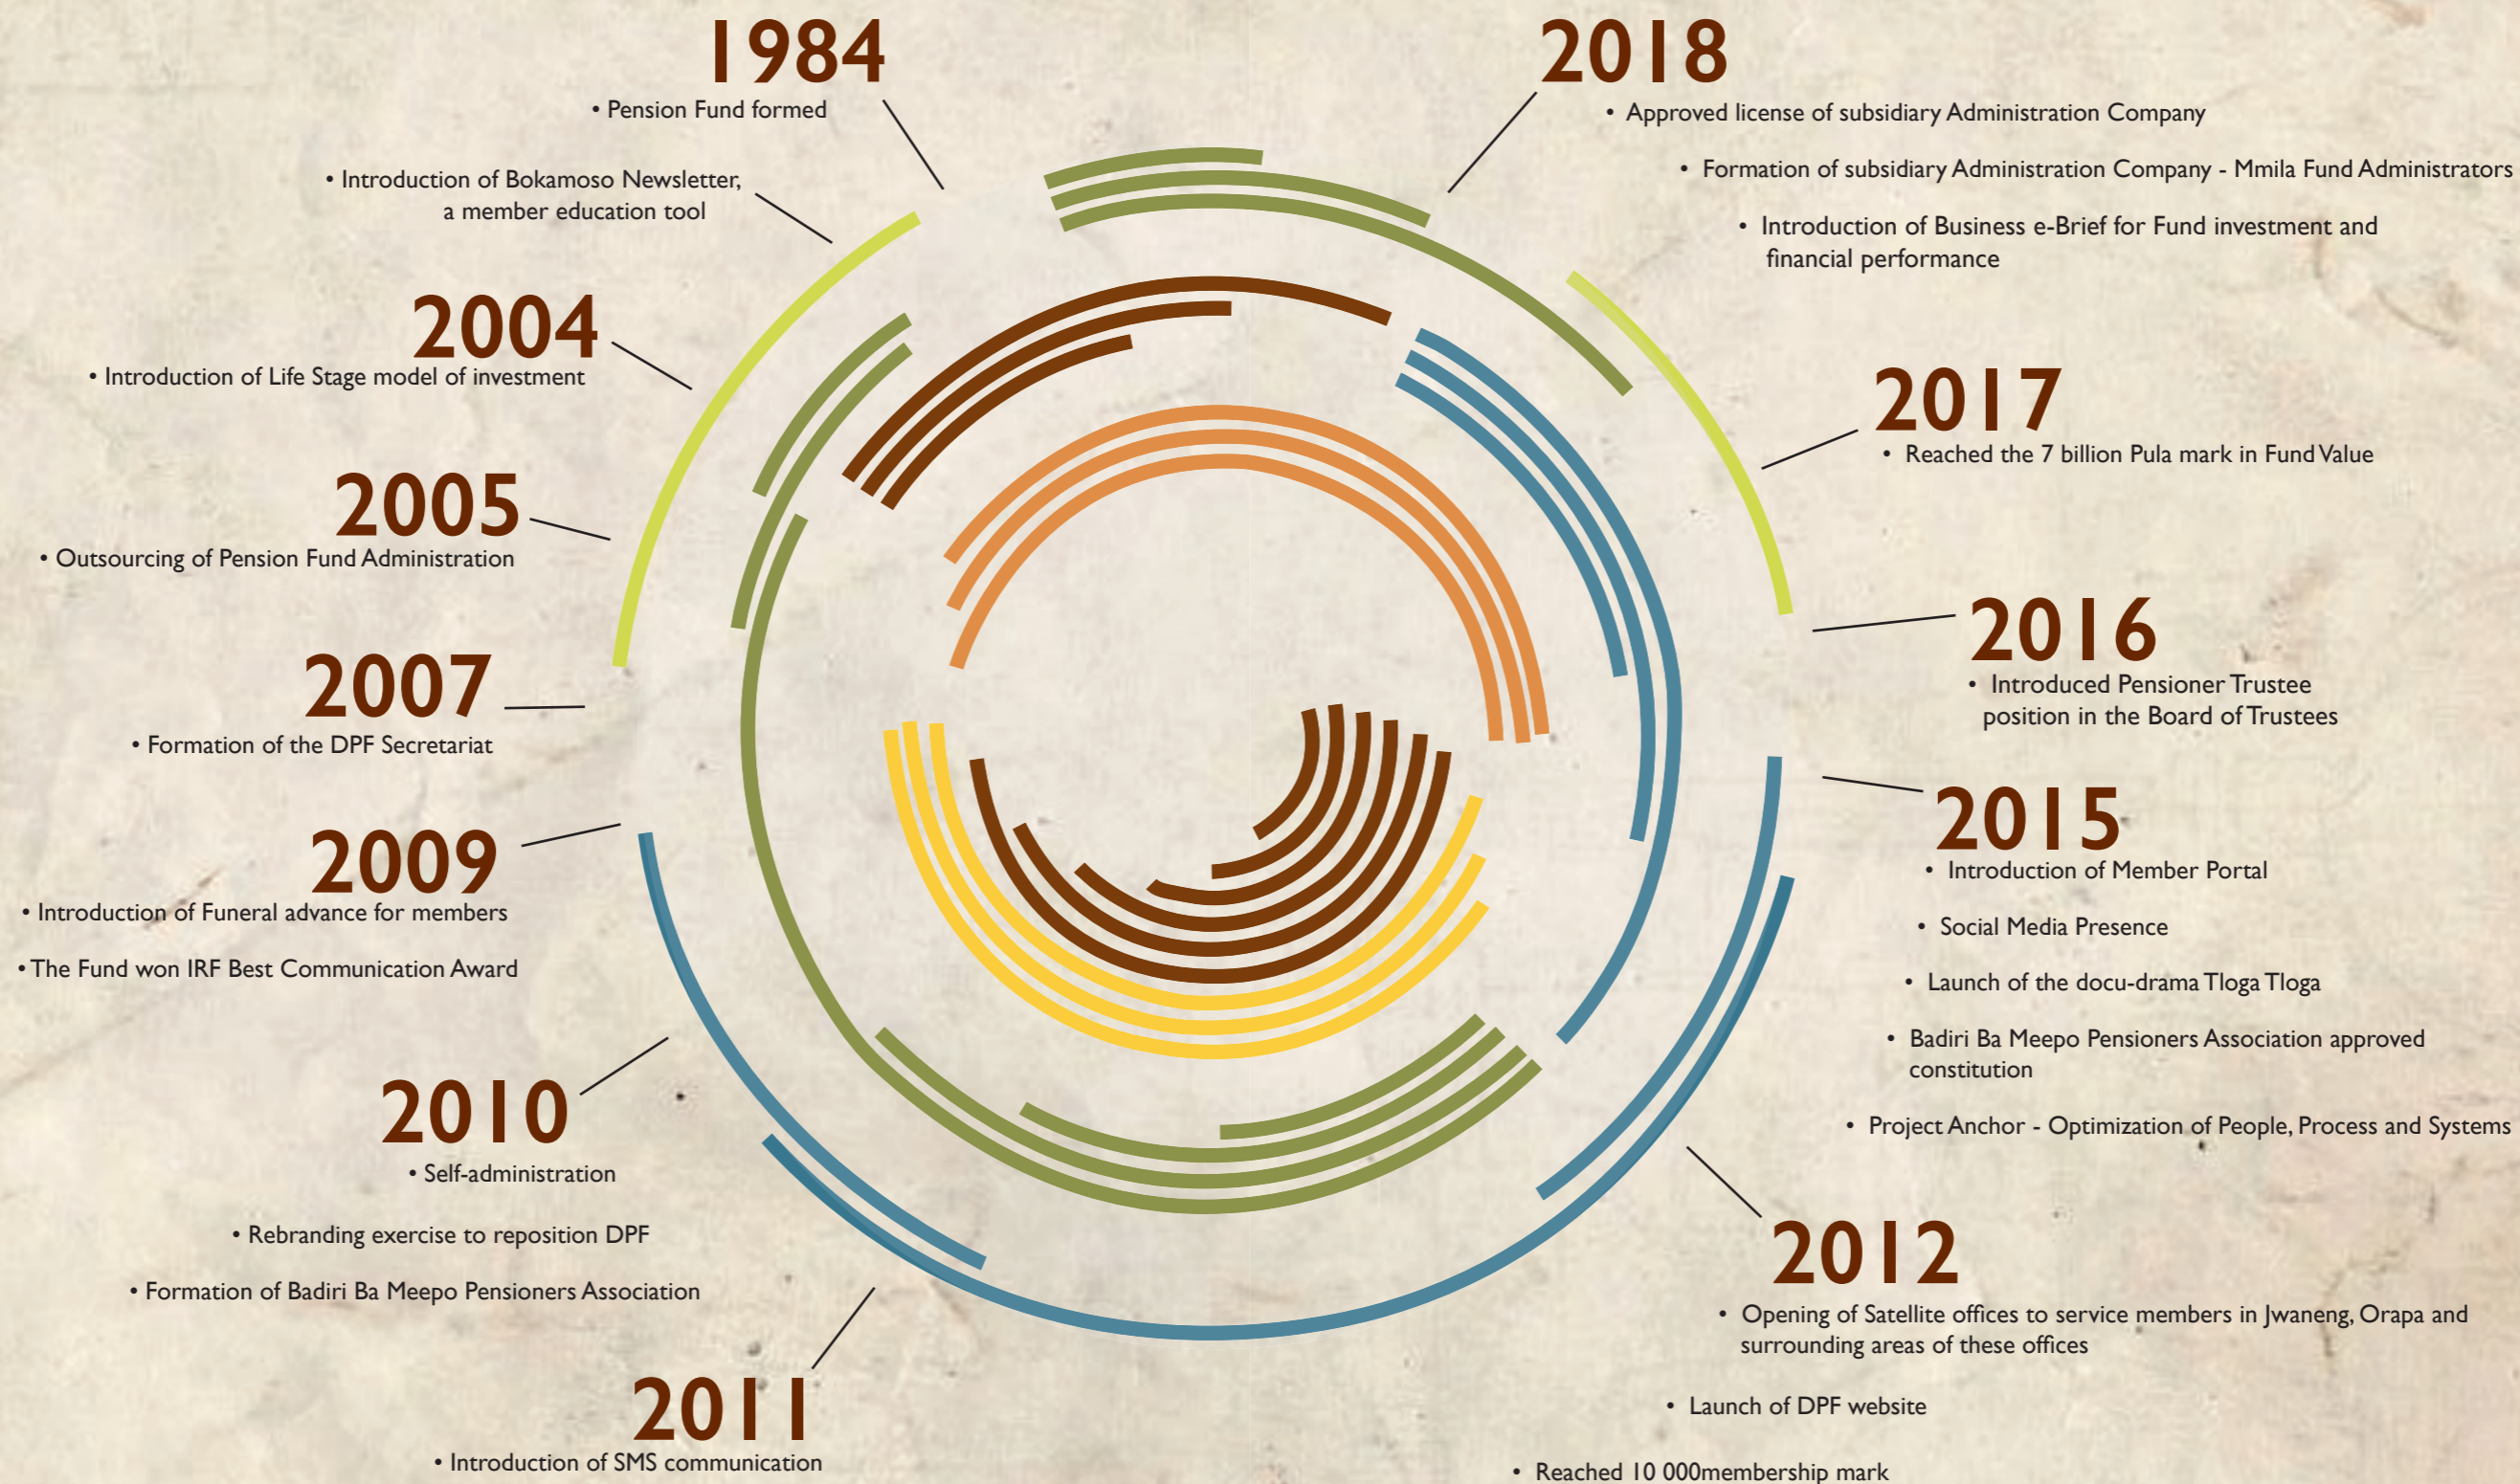 1984
• Pension Fund formed
• Introduction of Bokamoso Newsletter,
a member education tool
2004
• Introduction of Life Stage model of investment
2005
• Outsourcing of Pension Fund Administration
2007
• Formation of the DPF Secretariat
2009
• Introduction of Funeral advance for members
• The Fund won IRF Best Communication Award
2010
• Self-administration
• Rebranding exercise to reposition DPF
• Formation of Badiri Ba Meepo Pensioners Association
2011
• Introduction of SMS communication
2018
• Approved license of subsidiary Administration Company
• Formation of subsidiary Administration Company - Mmila Fund Administrators
• Introduction of Business e-Brief for Fund investment and
financial performance
2017
• Reached the 7 billion Pula mark in Fund Value
2016
• Introduced Pensioner Trustee
position in the Board of Trustees
2015
• Introduction of Member Portal
• Social Media Presence
• Launch of the docu-drama Tloga Tloga
• Badiri Ba Meepo Pensioners Association approved
constitution
• Project Anchor - Optimization of People, Process and Systems
2012
• Opening of Satellite offices to service members in Jwaneng, Orapa and
surrounding areas of these offices
• Launch of DPF website
• Reached 10 000membership mark